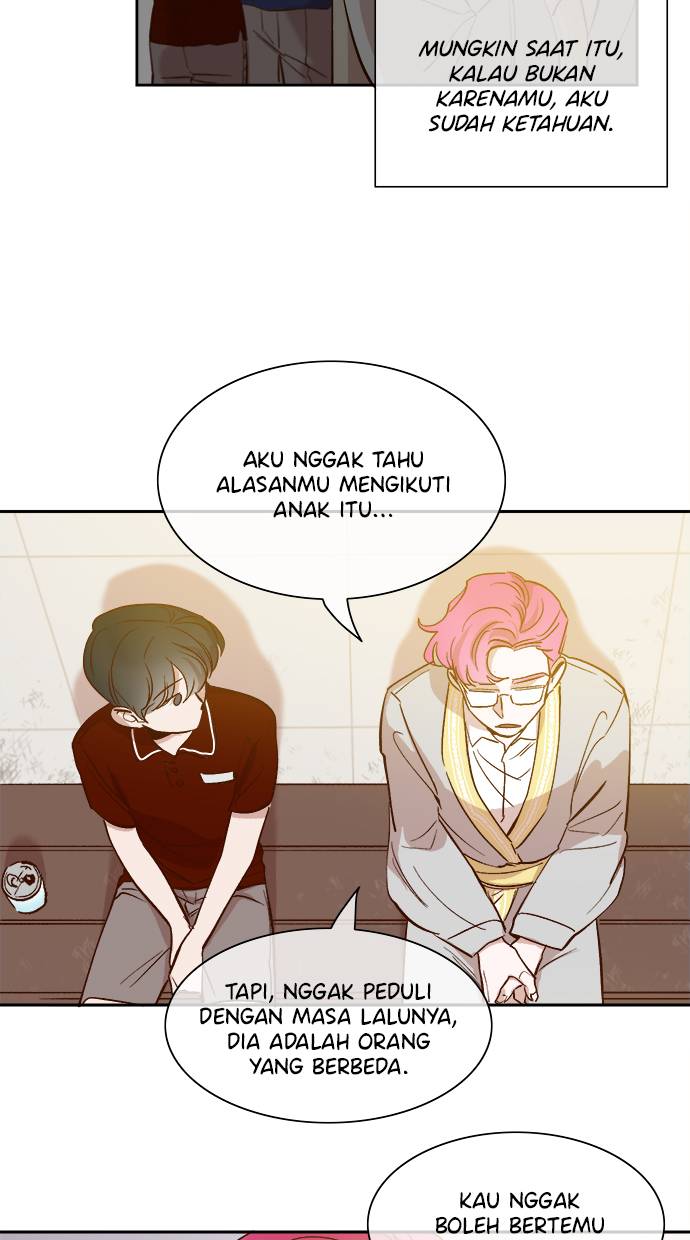 MUNGKIN SAAT ITU,
KALAU BUKAN
KARENAMU, AKU
SUDAH KETAHUAN.
AKU NGGAK TAHU
ALASANMU MENGIKUTI
ANAK ITU...
TAPI, NGGAK PEDULI
DENGAN MASA LALUNYA,
DIA ADALAH ORANG
YANG BERBEDA.
KAU NGGAK
BOLEH BERTEMU